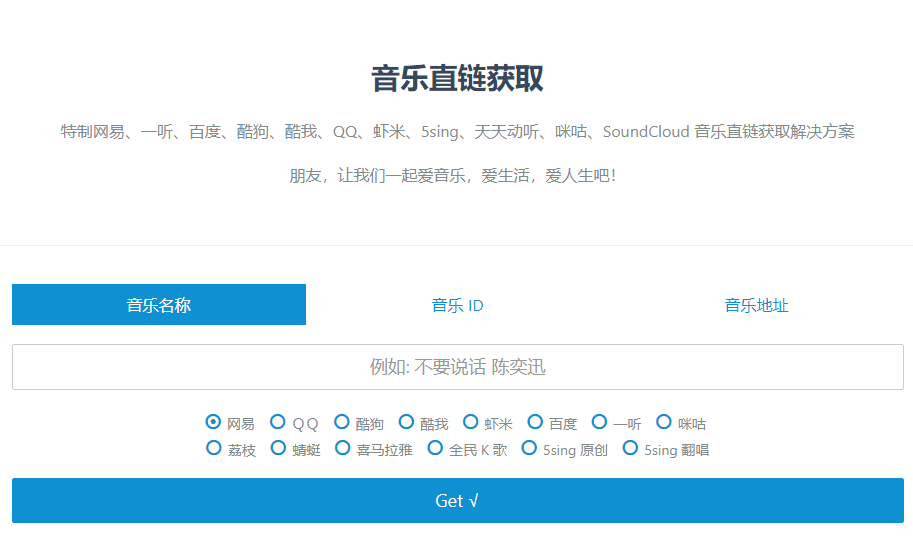 音乐直链获取
特制网易、一听、百度、酷狗、酷我、QQ、虾米、5sing、天天动听、咪咕、SoundCloud 音乐直链获取解决方案
朋友，让我们一起爱音乐，爱生活，爱人生吧！
音乐名称 音乐 ID 音乐地址
例如: 不要说话 陈奕迅
网易 ＱＱ 酷狗 酷我 虾米 百度 一听 咪咕
荔枝 蜻蜓 喜马拉雅 全民 K 歌 5sing 原创 5sing 翻唱
Get √